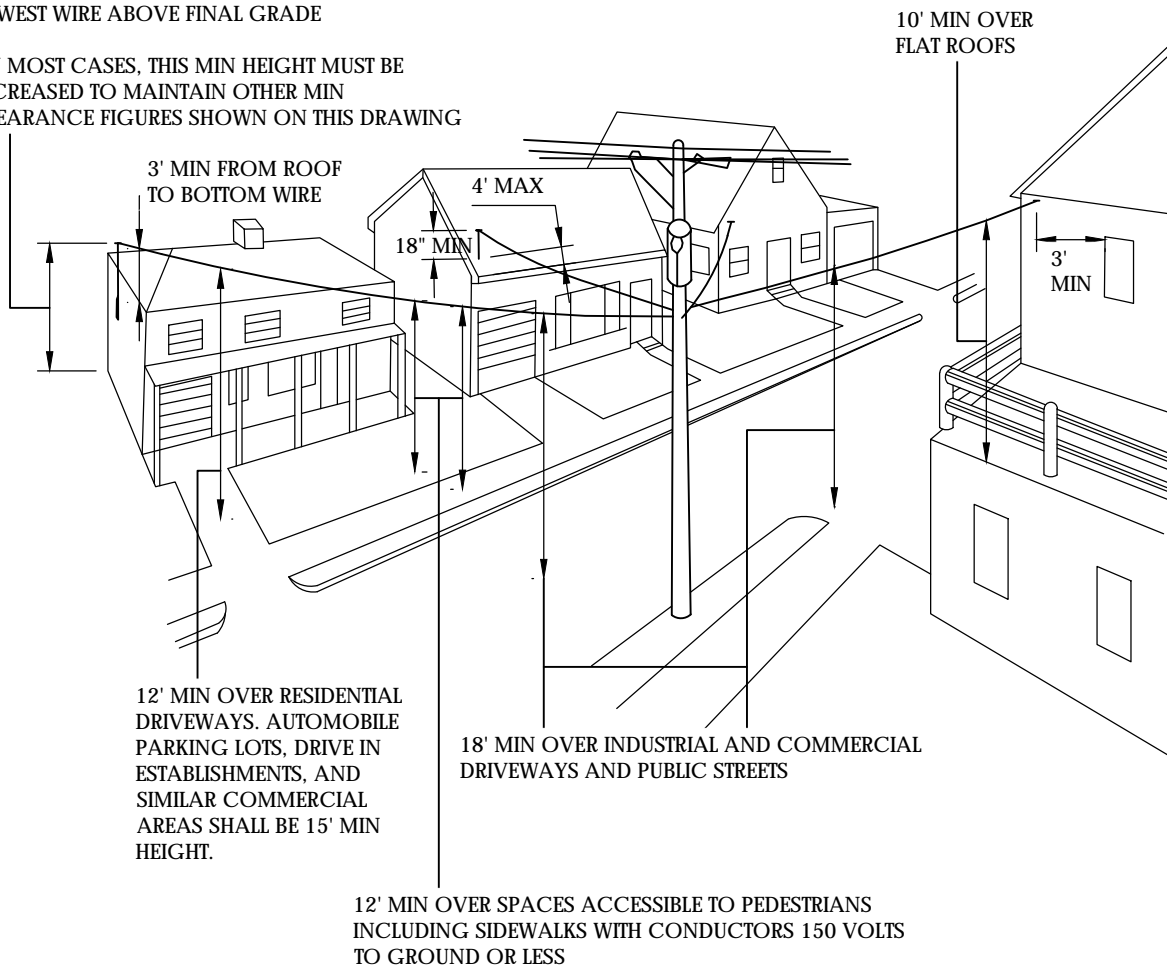 WEST WIRE ABOVE FINAL GRADE
MOST CASES, THIS MIN HEIGHT MUST BE
CREASED TO MAINTAIN OTHER MIN
EARANCE FIGURES SHOWN ON THIS DRAWING
10' MIN OVER
FLAT ROOFS
3' MIN FROM ROOF
TO BOTTOM WIRE
4' MAX
18" MIN
3'
MIN
12' MIN OVER RESIDENTIAL
DRIVEWAYS. AUTOMOBILE
PARKING LOTS, DRIVE IN
ESTABLISHMENTS, AND
SIMILAR COMMERCIAL
AREAS SHALL BE 15' MIN
HEIGHT.
18' MIN OVER INDUSTRIAL AND COMMERCIAL
DRIVEWAYS AND PUBLIC STREETS
12' MIN OVER SPACES ACCESSIBLE TO PEDESTRIANS
INCLUDING SIDEWALKS WITH CONDUCTORS 150 VOLTS
TO GROUND OR LESS